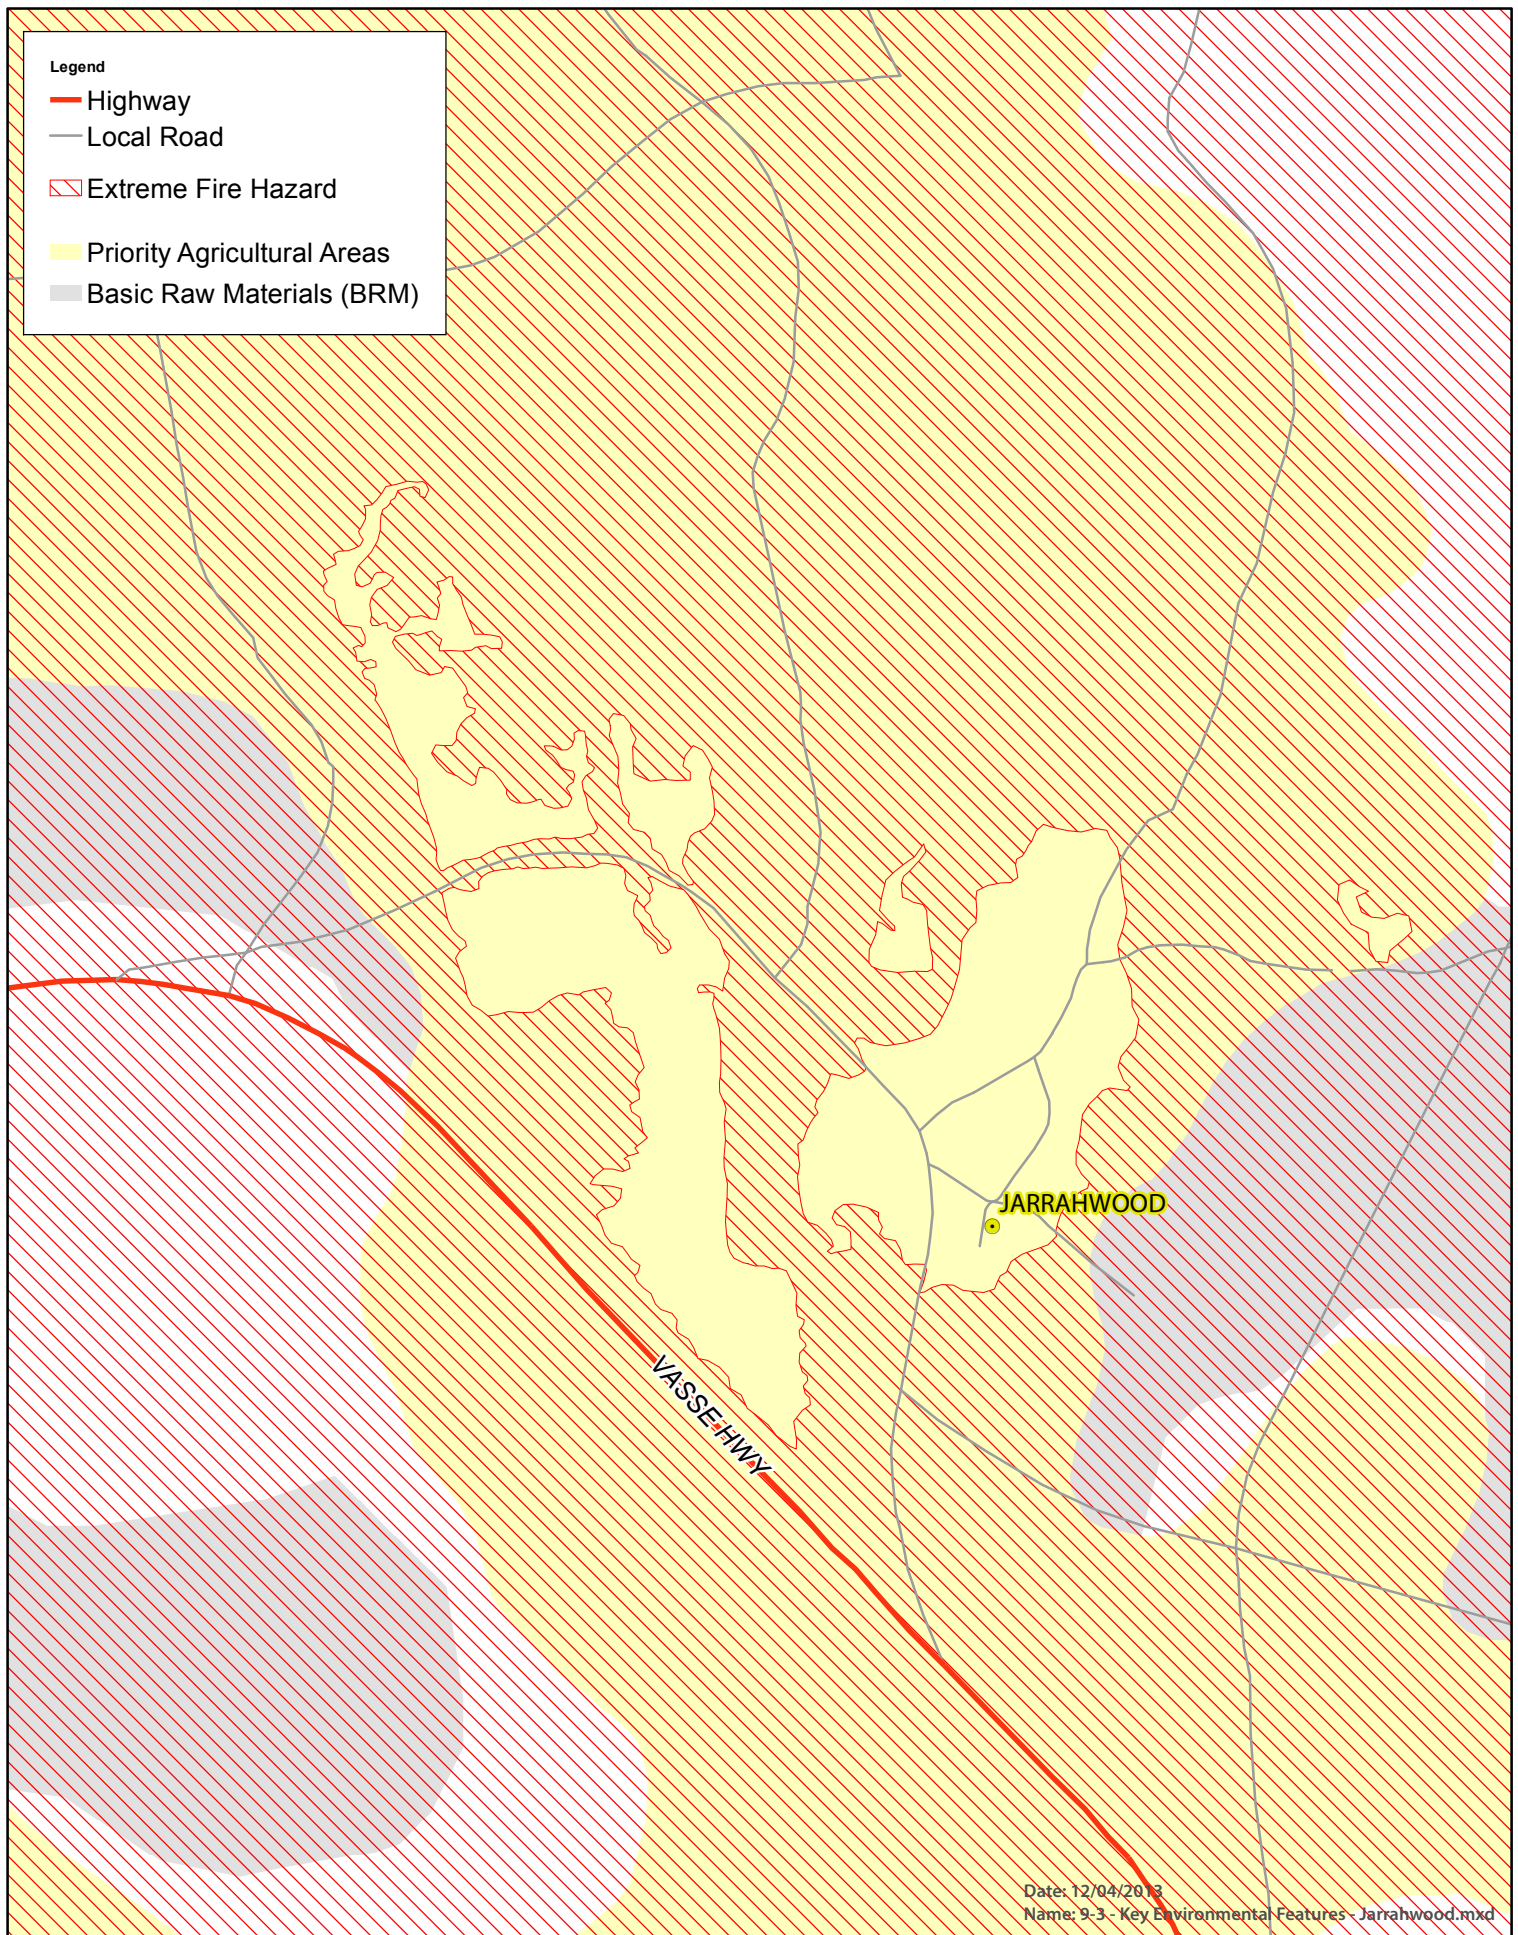 Legend
Highway
Local Road
Extreme Fire Hazard
Priority Agricultural Areas
Basic Raw Materials (BRM)
JARRAHWOOD
VASSE HWY
Date: 12/04/2013
Name: 9-3 - Key Environmental Features - Jarrahwood.mxd